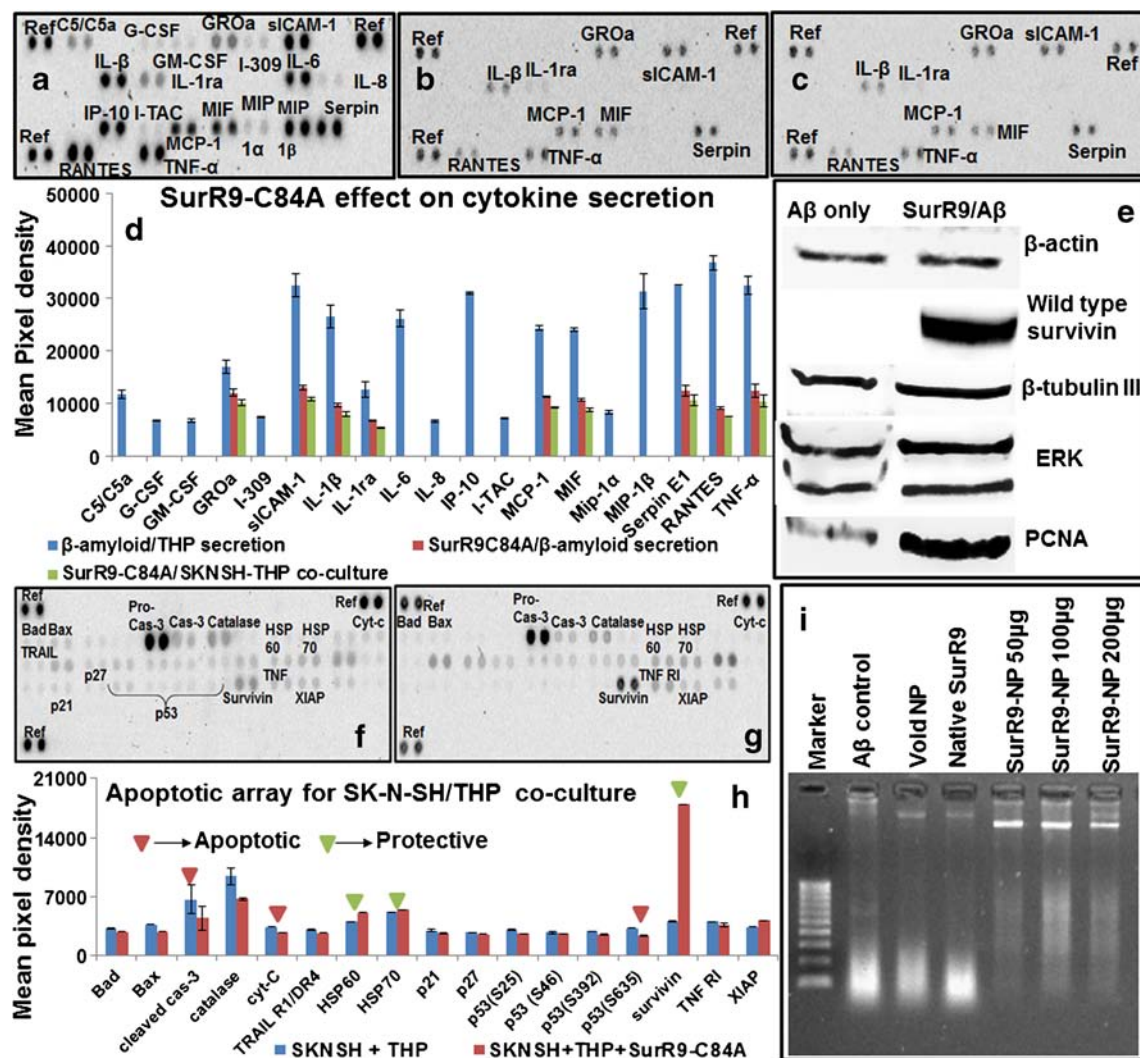 Ref C5/C5a G-CSF GROa sICAM-1 Ref
a IL-β GM-CSF IL-1ra I-309 IL-6 IL-8
IP-10 I-TAC MIF MIP MIP Serpin
Ref RANTES MCP-1 TNF-α 1α 1β
Ref GROa Ref
b IL-β IL-1ra sICAM-1
MCP-1 MIF
Ref RANTES TNF-α Serpin
Ref GROa sICAM-1 Ref
c IL-β IL-1ra
MCP-1 MIF
Ref RANTES TNF-α Serpin
SurR9-C84A effect on cytokine secretion
d
Mean Pixel density
50000
40000
30000
20000
10000
0
C5/C5a
G-CSF
GM-CSF
GROa
I-309
sICAM-1
IL-1β
IL-1ra
IL-6
IL-8
IP-10
I-TAC
MCP-1
MIF
Mip-1α
MIP-1β
Serpin E1
RANTES
TNF-α
β-amyloid/THP secretion
SurR9C84A/β-amyloid secretion
SurR9-C84A/SKNSH-THP co-culture
Aβ only SurR9/Aβ e
β-actin
Wild type
survivin
β-tubulin III
ERK
PCNA
Ref Pro- Ref
Bad Bax Cas-3 Cas-3 Catalase HSP HSP Cyt-c
TRAIL 60 70
p27 TNF
p21 p53 Survivin XIAP
Ref f
Ref Pro- Ref
Bad Bax Cas-3 Cas-3 Catalase HSP HSP Cyt-c
60 70
TNF RI
Survivin XIAP
Ref g
Apoptotic array for SK-N-SH/THP co-culture h
Apoptotic Protective
Mean pixel density
21000
14000
7000
0
Bad
Bax
cleaved cas-3
catalase
cyt-C
TRAIL R1/DR4
HSP60
HSP70
p21
p27
p53(S25)
p53 (S46)
p53(S392)
p53(S635)
survivin
TNF RI
XIAP
SKNSH + THP
SKNSH+THP+SurR9-C84A
i
Marker
Aβ control
Vold NP
Native SurR9
SurR9-NP 50µg
SurR9-NP 100µg
SurR9-NP 200µg